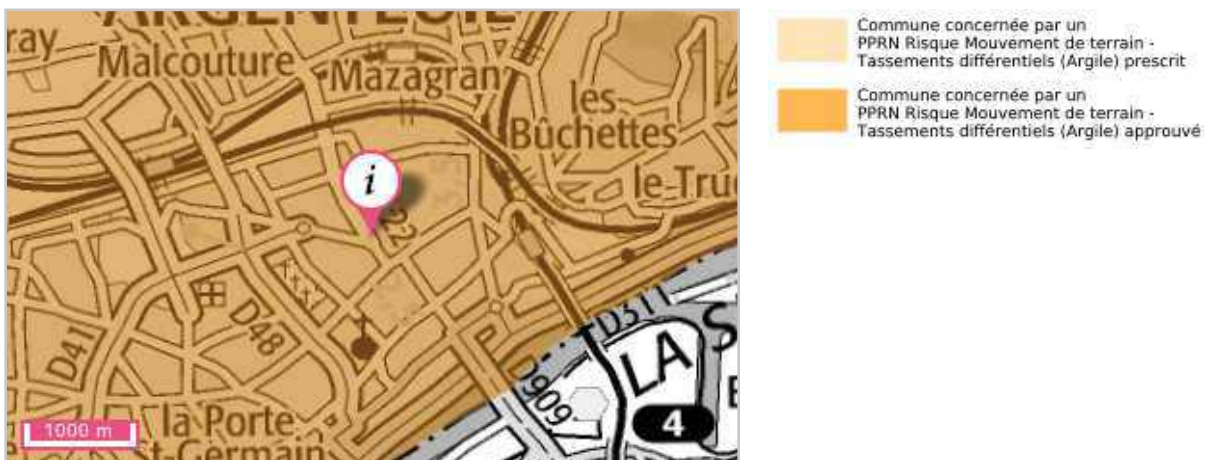 ARGENTEUIL
ray
Malcouture
Mazagran
les
Bûchettes
le-Truc
i
22
D48
D41
D31
D909
LA S
4
la Porte
St-Germain
1000 m
Commune concernée par un
PPRN Risque Mouvement de terrain -
Tassements différentiels (Argile) prescrit
Commune concernée par un
PPRN Risque Mouvement de terrain -
Tassements différentiels (Argile) approuvé